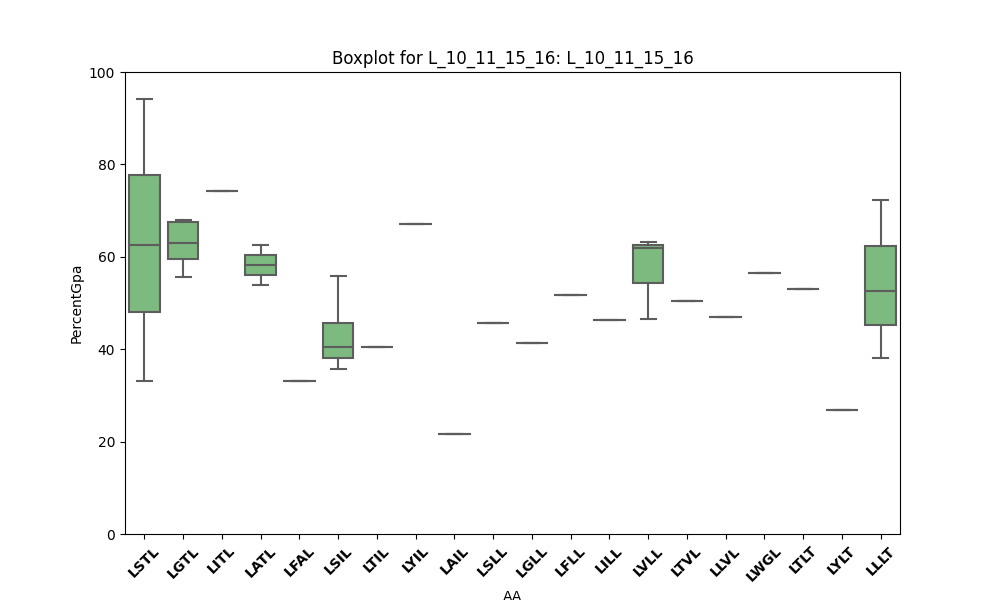 Boxplot for L_10_11_15_16: L_10_11_15_16
PercentGpa
100
80
60
40
20
0
LSTL LGTL LITL LATL LFAL LSIL LTIL LYIL LAIL LSLL LGLL LFLL LILL LVLL LTVL LLVL LWGL LTLT LYLT LLLT
AA